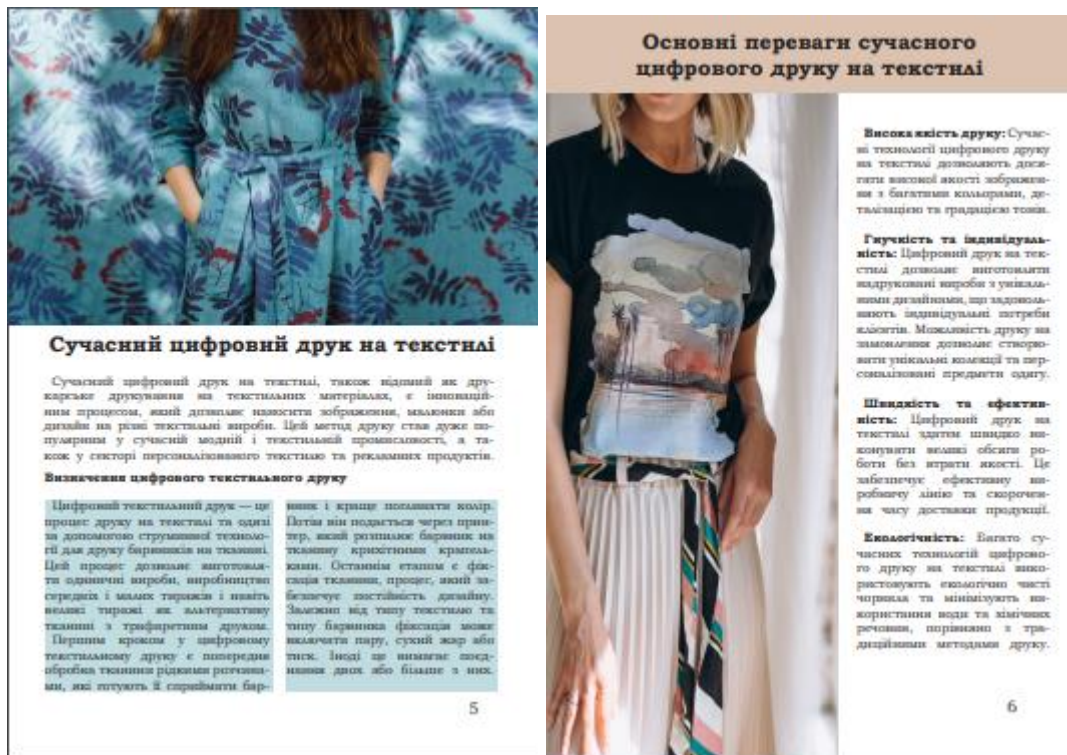 Сучасний цифровий друк на текстилі
Сучасний цифровий друк на текстилі, також відомий як дру-
карське друкування на текстильних матеріалах, є інновацій-
ним процесом, який дозволяє наносити зображення, малюнки або
дизайн на різні текстильні вироби. Цей метод друку став дуже по-
пулярним у сучасній модній і текстильній промисловості, а та-
кож у секторі персоналізованого текстилю та рекламних продуктів.
Визначення цифрового текстильного друку
Цифровий текстильний друк — це
процес друку на текстилі та одязі
за допомогою струминної техноло-
гії для друку барвників на тканині.
Цей процес дозволяє виготовля-
ти одиничні вироби, виробництво
середніх і малих тиражів і навіть
великі тиражі як альтернативу
тканині з трафаретним друком.
Першим кроком у цифровому
текстильному друку є попередня
обробка тканини рідкими розчина-
ми, які готують її сприймати бар-
вник і краще поглинати колір.
Потім він подається через прин-
тер, який розпилює барвник на
тканину крихітними крапель-
ками. Останнім етапом є фік-
сація тканини, процес, який за-
безпечує постійність дизайну.
Залежно від типу текстилю та
типу барвника фіксація може
включати пару, сухий жар або
тиск. Іноді це вимагає поєд-
нання двох або більше з них.
5
Основні переваги сучасного
цифрового друку на текстилі
Висока якість друку: Сучас-
ні технології цифрового друку
на текстилі дозволяють дося-
гати високої якості зображен-
ня з багатими кольорами, де-
талізацією та градацією тонів.
Гнучкість та індивідуаль-
ність: Цифровий друк на тек-
стилі дозволяє виготовляти
надруковані вироби з унікаль-
ними дизайнами, що задоволь-
няють індивідуальні потреби
клієнтів. Можливість друку на
замовлення дозволяє створю-
вати унікальні колекції та пер-
соналізовані предмети одягу.
Швидкість та ефектив-
ність: Цифровий друк на
текстилі здатен швидко ви-
конувати великі обсяги ро-
боти без втрати якості. Це
забезпечує ефективну ви-
робничу лінію та скорочен-
ня часу доставки продукції.
Екологічність: Багато су-
часних технологій цифрово-
го друку на текстилі вико-
ристовують екологічно чисті
чорнила та мінімізують ви-
користання води та хімічних
речовин, порівняно з тра-
диційними методами друку.
6